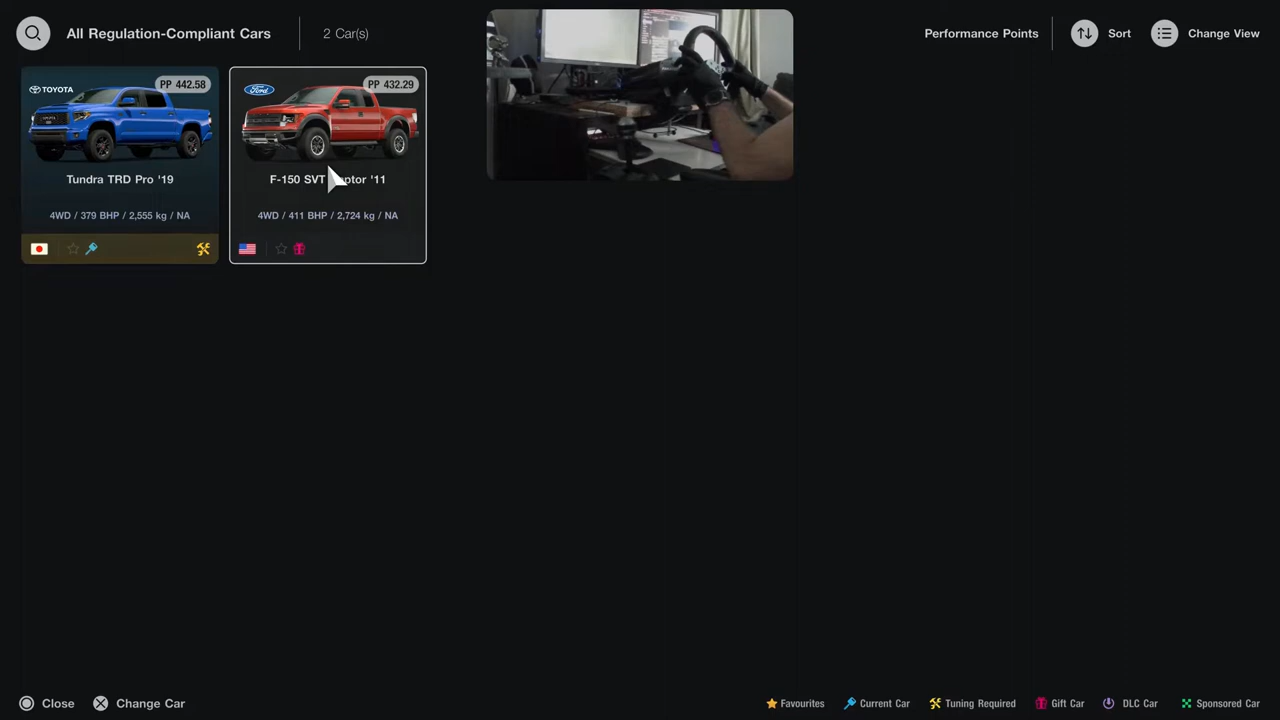 All Regulation-Compliant Cars
2 Car(s)
Performance Points
Sort
Change View
TOYOTA
PP 442.58
Tundra TRD Pro '19
4WD / 379 BHP / 2,555 kg / NA
Ford
PP 432.29
F-150 SVT ptor '11
4WD / 411 BHP / 2,724 kg / NA
Close
Change Car
Favourites
Current Car
Tuning Required
Gift Car
DLC Car
Sponsored Car